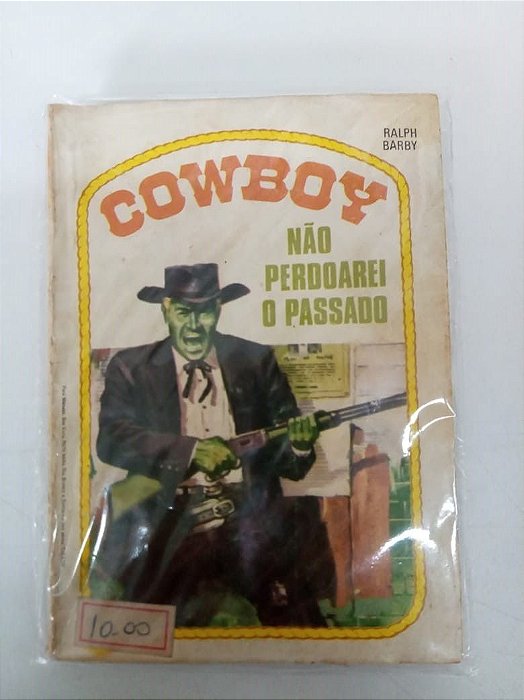 RALPH
BARBY
COWBOY
NÃO
PERDOAREI
O PASSADO
10.00